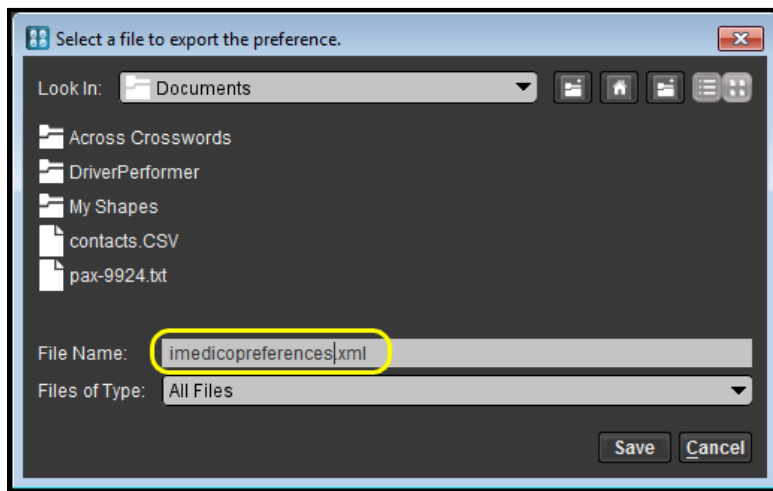 Select a file to export the preference.
Look In: Documents
Across Crosswords
DriverPerformer
My Shapes
contacts.CSV
pax-9924.txt
File Name: imedicopreferences.xml
Files of Type: All Files
Save Cancel